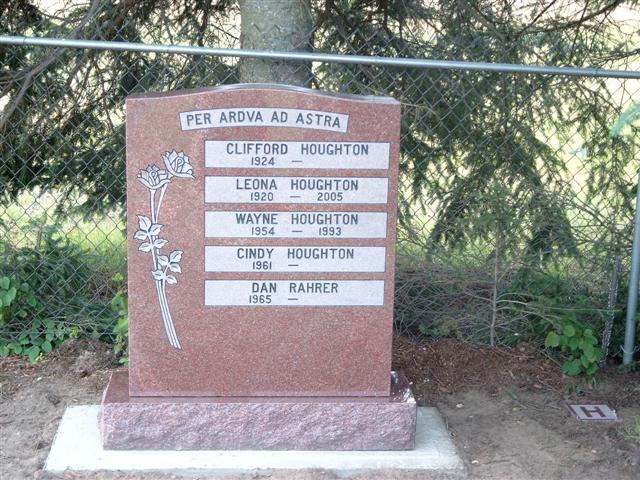 PER ARDVA AD ASTRA
CLIFFORD HOUGHTON
1924 —
LEONA HOUGHTON
1920 — 2005
WAYNE HOUGHTON
1954 — 1993
CINDY HOUGHTON
1961 —
DAN RAHRER
1965 —
H